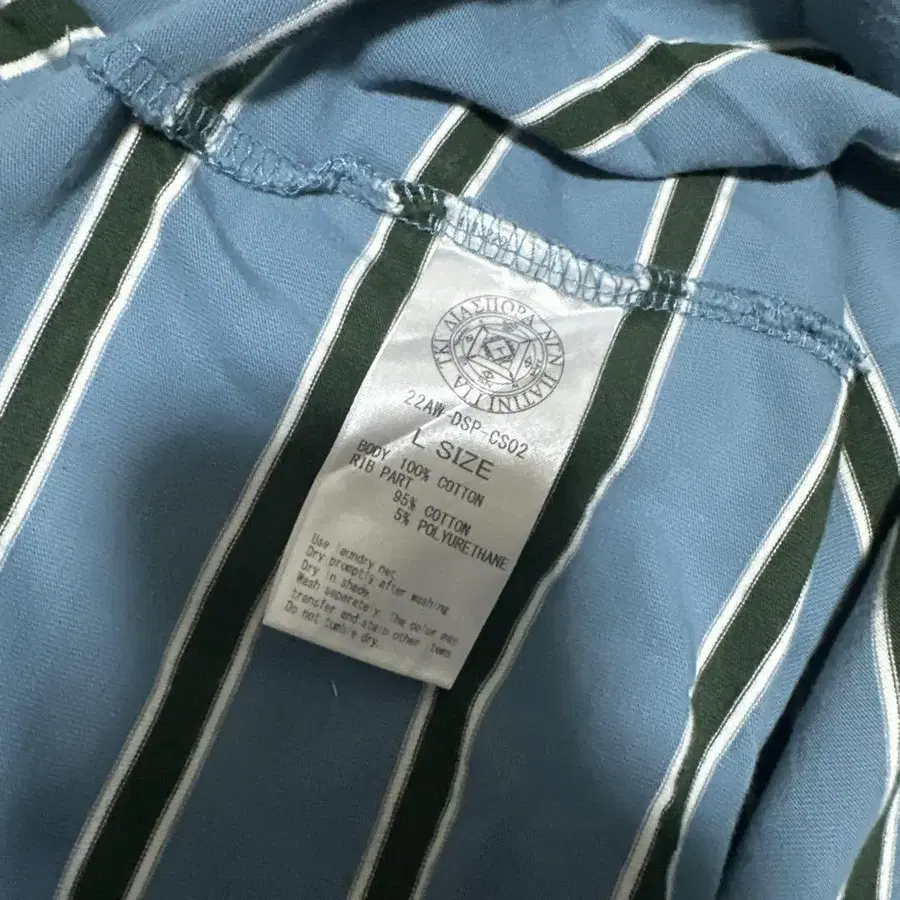 ΔΙΑΣΠΟΡΑ
22AW-DSP-CS02
L SIZE
BODY 100% COTTON
RIB PART
95% COTTON
5% POLYURETHANE
Use laundry net.
Dry promptly after washing
Dry in shade.
Wash separately. The color may
transfer and stain other items
Do not tumble dry.